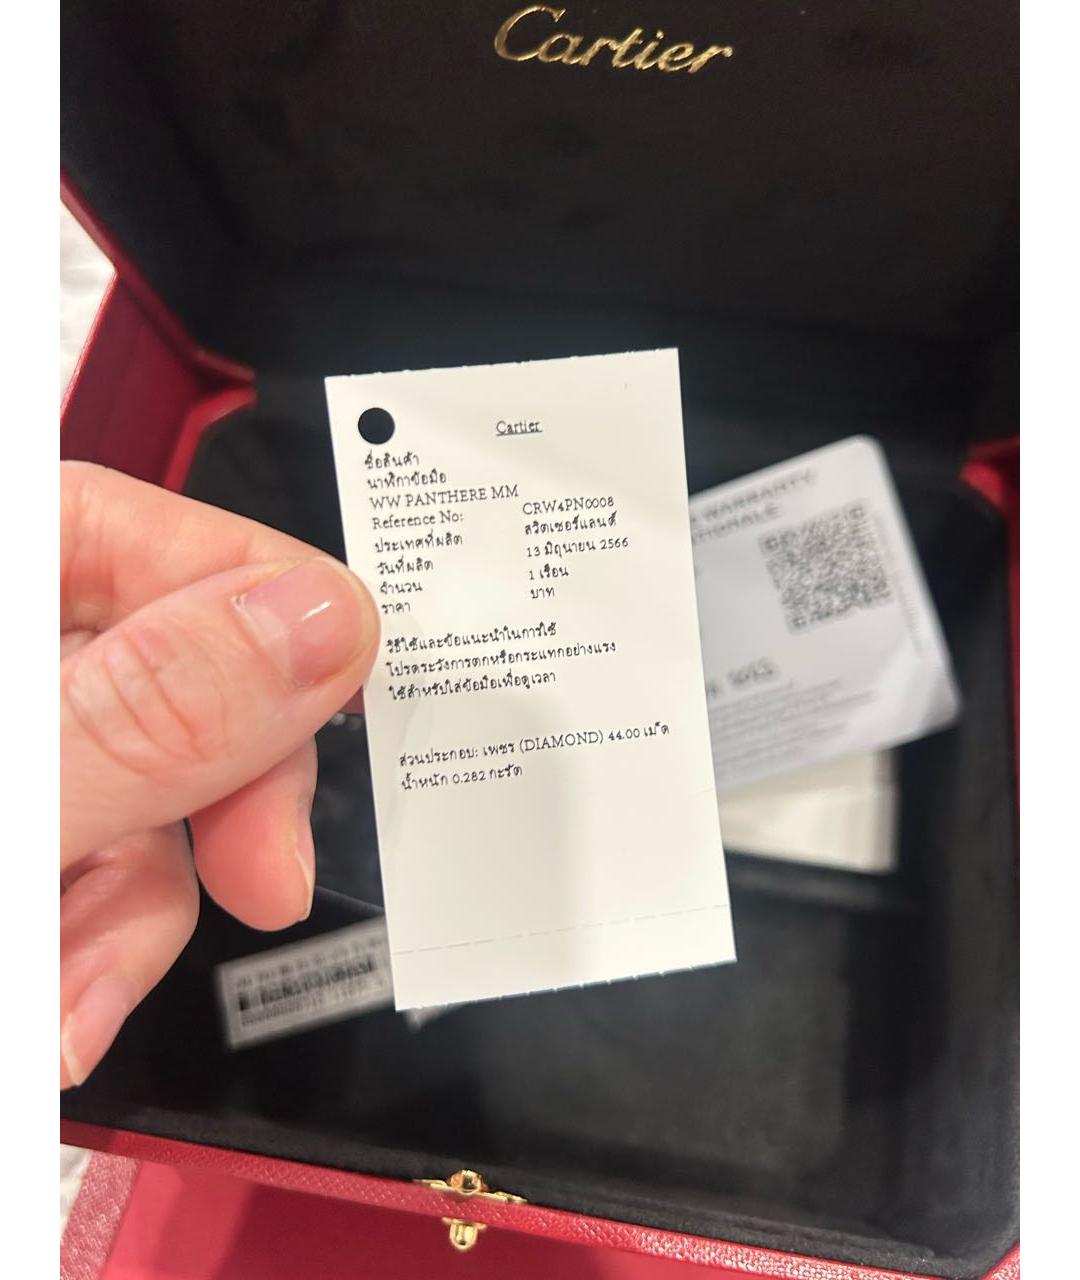 Cartier
Cartier
ชื่อสินค้า
นาฬิกาข้อมือ
WW PANTHERE MM
Reference No: CRW4PN0008
ประเทศที่ผลิต สวิตเซอร์แลนด์
วันที่ผลิต 13 มิถุนายน 2566
จำนวน 1 เรือน
ราคา บาท
วิธีใช้และข้อแนะนำในการใช้
โปรดระวังการตกหรือกระแทกอย่างแรง
ใช้สำหรับใส่ข้อมือเพื่อดูเวลา
ส่วนประกอบ: เพชร (DIAMOND) 44.00 เม็ด
น้ำหนัก 0.282 กะรัต
WARRANTY